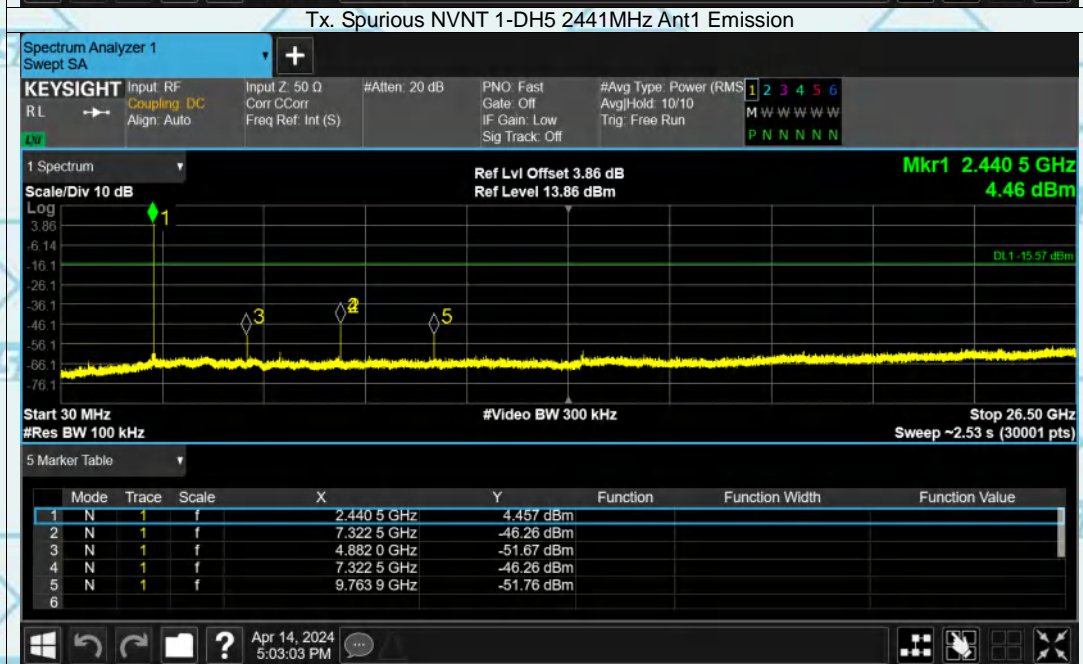 Tx. Spurious NVNT 1-DH5 2441MHz Ant1 Emission
Spectrum Analyzer 1
Swept SA
+
KEYSIGHT Input: RF Input Z: 50 Ω #Atten: 20 dB PNO: Fast #Avg Type: Power (RMS 1 2 3 4 5 6
RL Coupling: DC Corr CCorr Gate: Off Avg|Hold: 10/10 M W W W W W
Align: Auto Freq Ref: Int (S) IF Gain: Low Trig: Free Run
LXI Sig Track: Off P N N N N N
1 Spectrum Ref Lvl Offset 3.86 dB Mkr1 2.440 5 GHz
Scale/Div 10 dB Ref Level 13.86 dBm 4.46 dBm
Log
1
3.86
-6.14
DL1 -15.57 dBm
-16.1
-26.1
-36.1
3 2 5
-46.1
-56.1
-66.1
-76.1
Start 30 MHz #Video BW 300 kHz Stop 26.50 GHz
#Res BW 100 kHz Sweep ~2.53 s (30001 pts)
5 Marker Table
Mode Trace Scale X Y Function Function Width Function Value
1 N 1 f 2.440 5 GHz 4.457 dBm
2 N 1 f 7.322 5 GHz -46.26 dBm
3 N 1 f 4.882 0 GHz -51.67 dBm
4 N 1 f 7.322 5 GHz -46.26 dBm
5 N 1 f 9.763 9 GHz -51.76 dBm
6
? Apr 14, 2024
5:03:03 PM